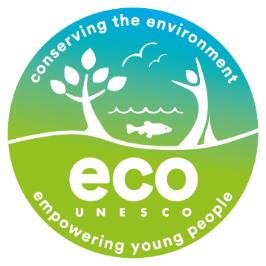 conserving the environment
eco
UNESCO
empowering young people